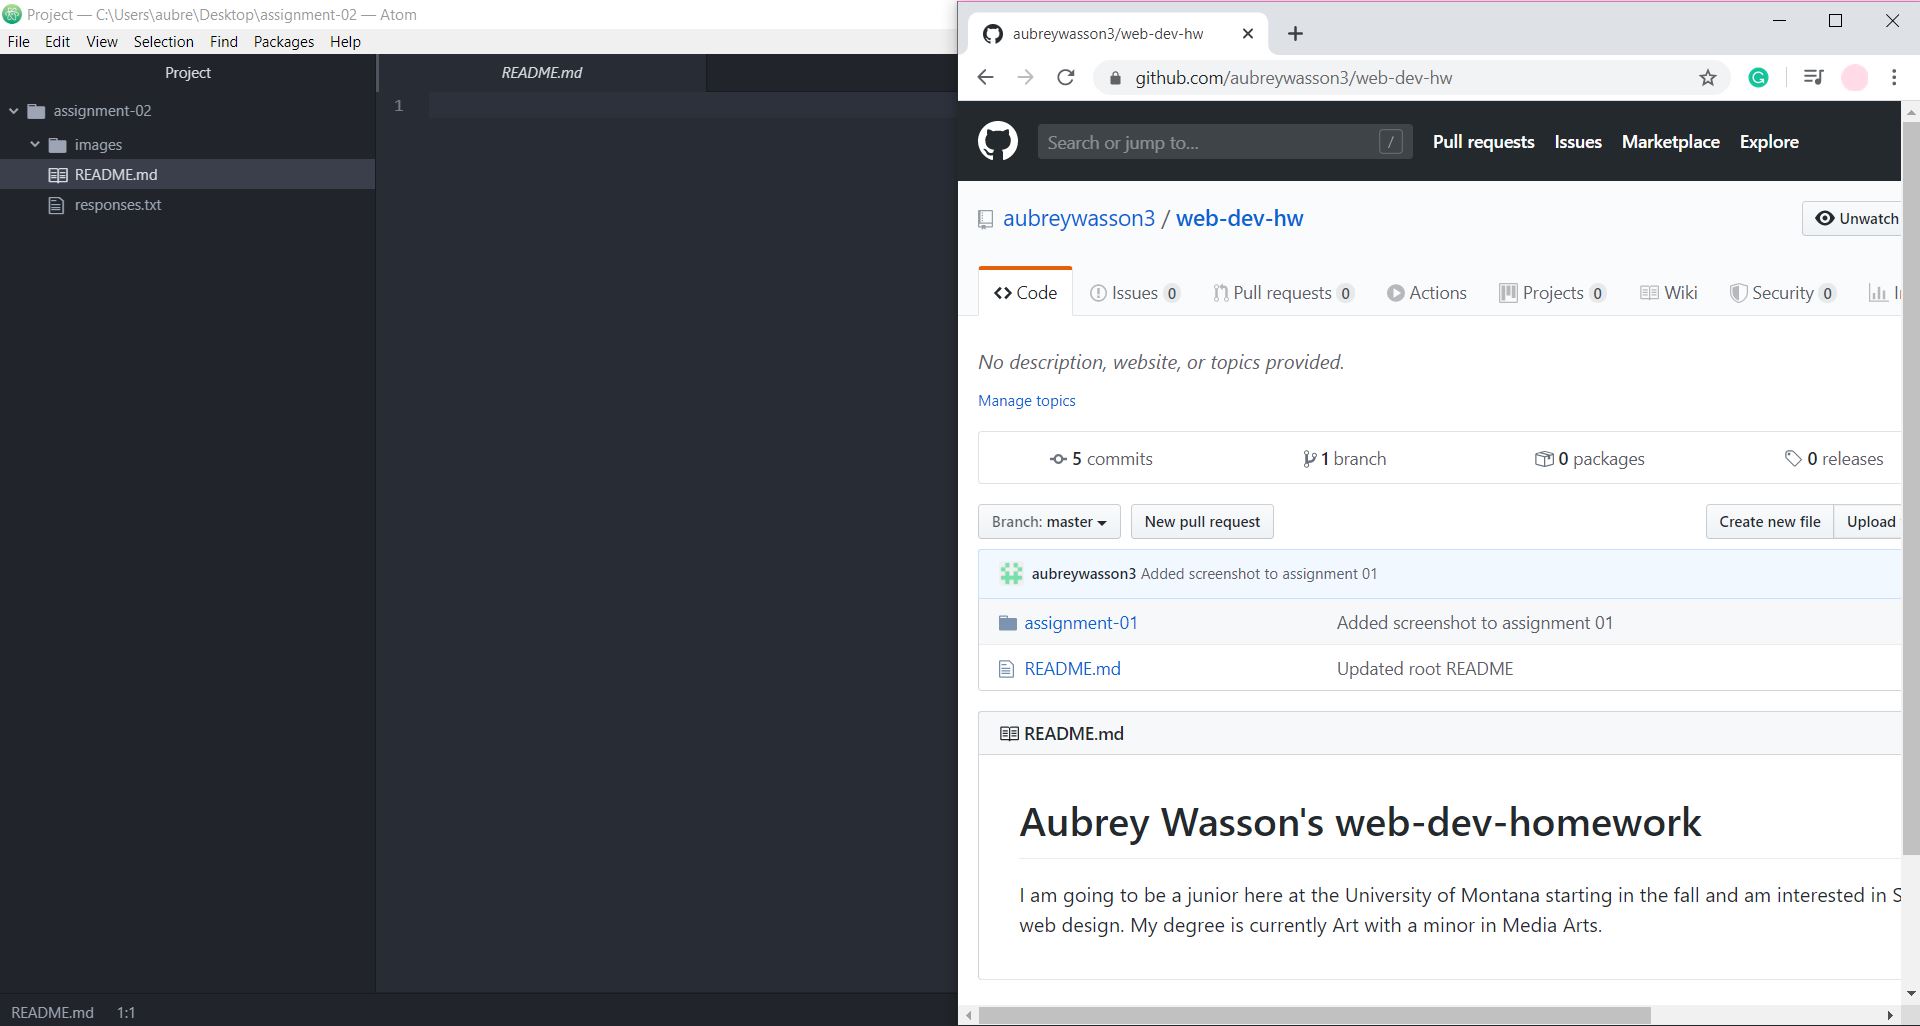 Project — C:\Users\aubre\Desktop\assignment-02 — Atom
File Edit View Selection Find Packages Help
Project
assignment-02
images
README.md
responses.txt
README.md
1
README.md 1:1
aubreywasson3/web-dev-hw
github.com/aubreywasson3/web-dev-hw
Search or jump to... /
Pull requests Issues Marketplace Explore
aubreywasson3 / web-dev-hw
Unwatch
Code Issues 0 Pull requests 0 Actions Projects 0 Wiki Security 0
No description, website, or topics provided.
Manage topics
5 commits 1 branch 0 packages 0 releases
Branch: master New pull request Create new file Upload
aubreywasson3 Added screenshot to assignment 01
assignment-01 Added screenshot to assignment 01
README.md Updated root README
README.md
Aubrey Wasson's web-dev-homework
I am going to be a junior here at the University of Montana starting in the fall and am interested in
web design. My degree is currently Art with a minor in Media Arts.